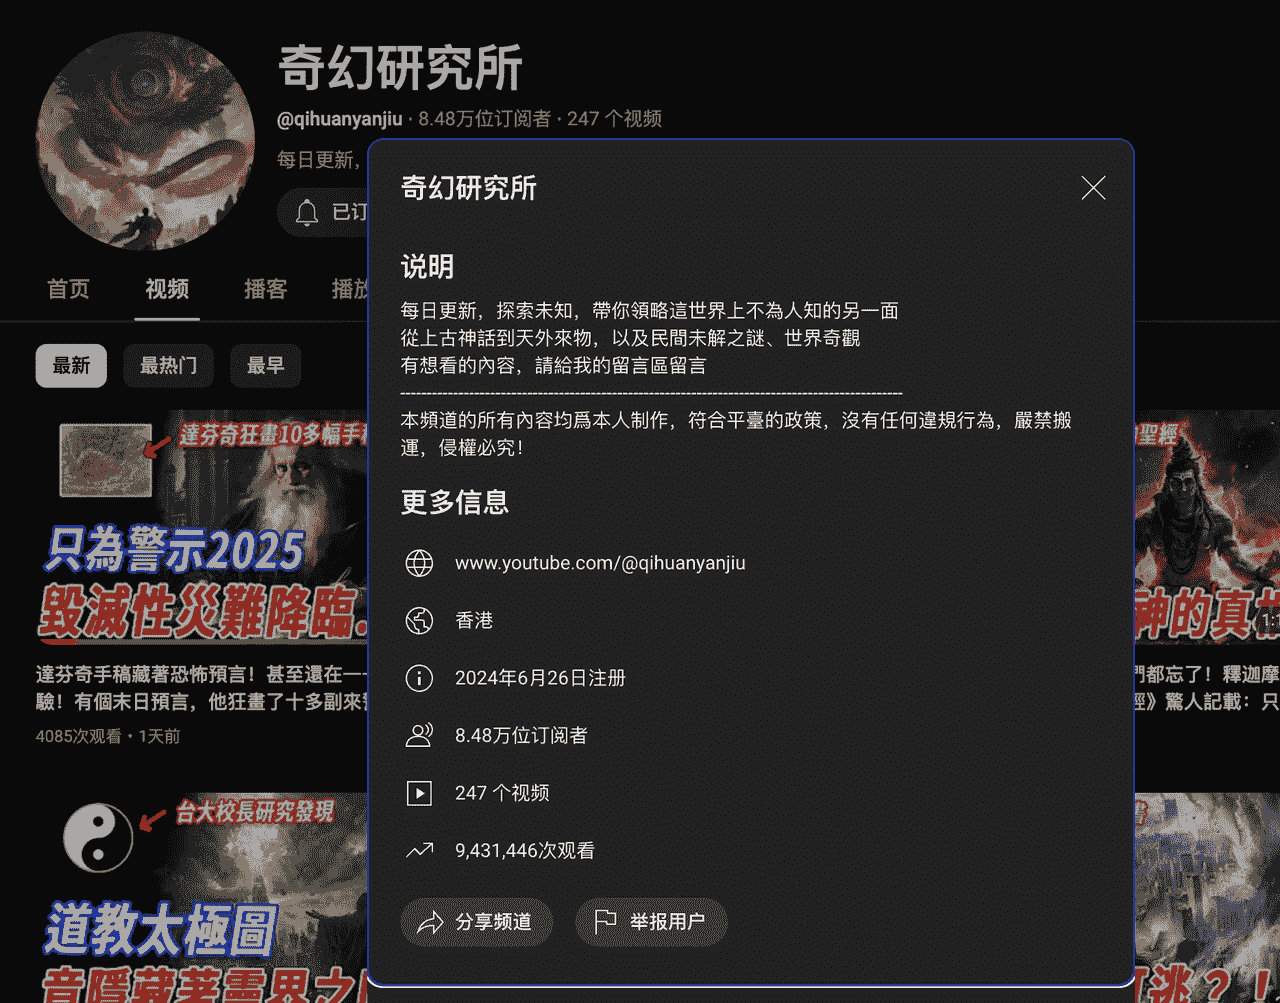 奇幻研究所
@qihuanyanjiu · 8.48万位订阅者 · 247 个视频
每日更新，
已订
首页 视频 播客 播放
最新 最热门 最早
達芬奇狂畫10多幅手稿
只為警示2025
毀滅性災難降臨.
達芬奇手稿藏著恐怖預言！甚至還在一
驗！有個末日預言，他狂畫了十多副來
4085次观看 · 1天前
台大校長研究發現
道教太極圖
竟隱藏著靈界之
奇幻研究所
说明
每日更新，探索未知，帶你領略這世界上不為人知的另一面
從上古神話到天外來物，以及民間未解之謎、世界奇觀
有想看的內容，請給我的留言區留言
----------------------------------------------------------------------------------------------------
本頻道的所有內容均爲本人制作，符合平臺的政策，沒有任何違規行為，嚴禁搬
運，侵權必究！
更多信息
www.youtube.com/@qihuanyanjiu
香港
2024年6月26日注册
8.48万位订阅者
247 个视频
9,431,446次观看
分享频道 举报用户
聖經
神的真
們都忘了！釋迦摩
經》驚人記載：只
逃？！